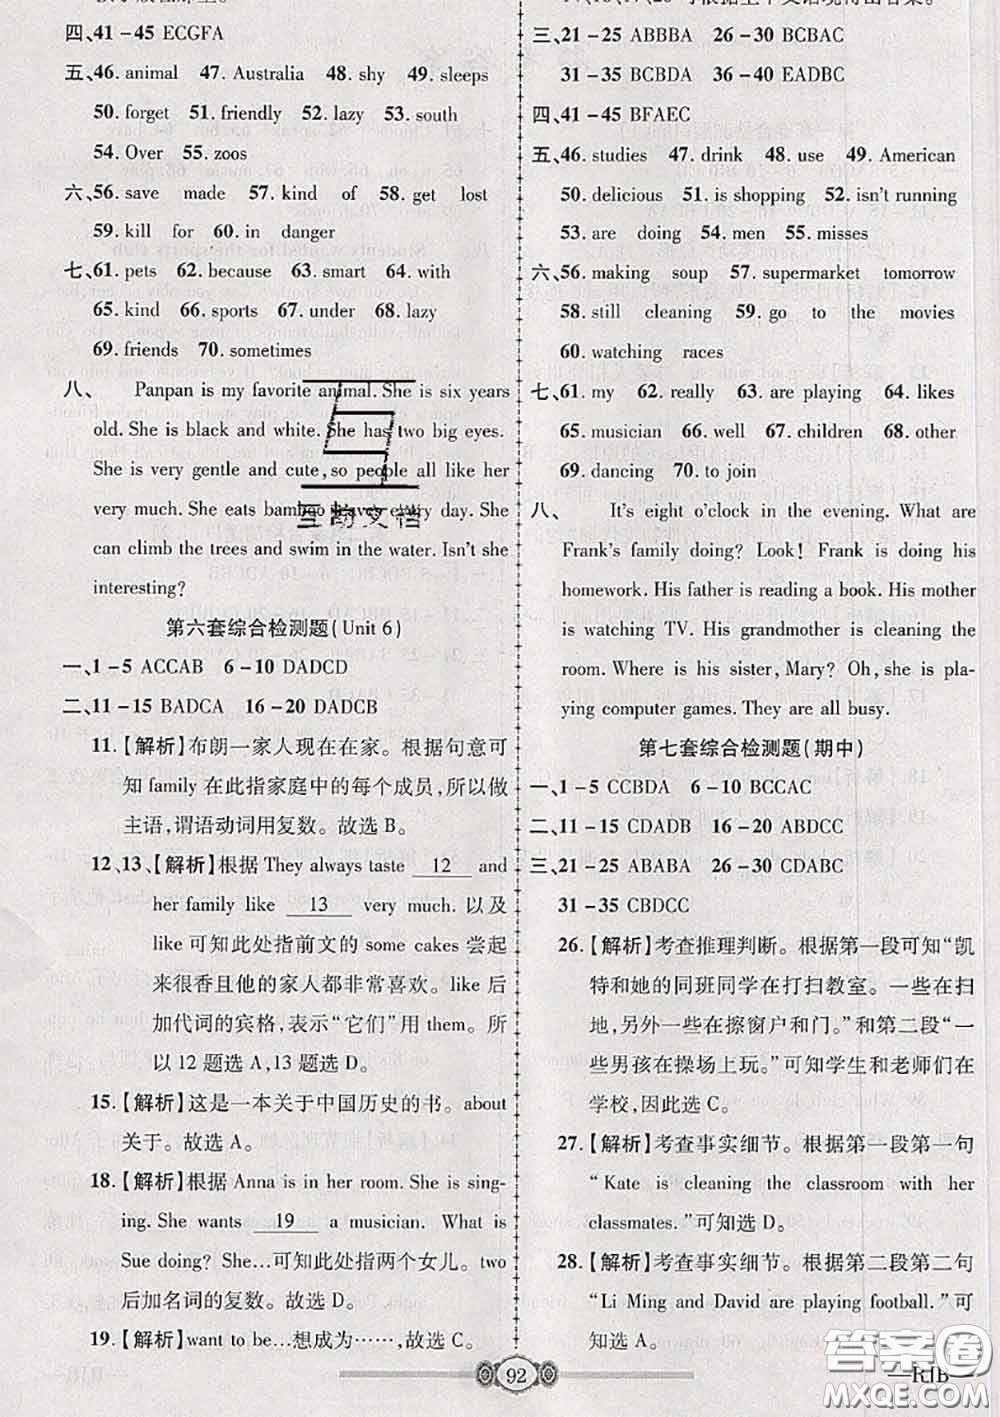 四、41－45 ECGFA
五、46. animal 47. Australia 48. shy 49. sleeps
50. forget 51. friendly 52. lazy 53. south
54. Over 55. zoos
六、56. save made 57. kind of 58. get lost
59. kill for 60. in danger
七、61. pets 62. because 63. smart 64. with
65. kind 66. sports 67. under 68. lazy
69. friends 70. sometimes
八、 Panpan is my favorite animal. She is six years
old. She is black and white. She has two big eyes.
She is very gentle and cute, so people all like her
very much. She eats bamboo every day. She
can climb the trees and swim in the water. Isn't she
interesting?
第六套综合检测题(Unit 6)
一、1－5 ACCAB 6－10 DADCD
二、11－15 BADCA 16－20 DADCB
11.【解析】布朗一家人现在在家。根据句意可
知 family 在此指家庭中的每个成员,所以做
主语,谓语动词用复数。故选 B。
12、13.【解析】根据 They always taste 12 and
her family like 13 very much. 以及
like 可知此处指前文的 some cakes 尝起
来很香且他的家人都非常喜欢。like 后
加代词的宾格,表示“它们”用 them。所
以 12 题选 A,13 题选 D。
15.【解析】这是一本关于中国历史的书。about
关于。故选 A。
18.【解析】根据 Anna is in her room. She is sing-
ing. She wants 19 a musician. What is
Sue doing? She…可知此处指两个女儿。two
后加名词的复数。故选 D。
19.【解析】want to be…想成为……,故选 C。
三、21－25 ABBBA 26－30 BCBAC
31－35 BCBDA 36－40 EADBC
四、41－45 BFAEC
五、46. studies 47. drink 48. use 49. American
50. delicious 51. is shopping 52. isn't running
53. are doing 54. men 55. misses
六、56. making soup 57. supermarket tomorrow
58. still cleaning 59. go to the movies
60. watching races
七、61. my 62. really 63. are playing 64. likes
65. musician 66. well 67. children 68. other
69. dancing 70. to join
八、 It's eight o'clock in the evening. What are
Frank's family doing? Look! Frank is doing his
homework. His father is reading a book. His mother
is watching TV. His grandmother is cleaning the
room. Where is his sister, Mary? Oh, she is pla-
ying computer games. They are all busy.
第七套综合检测题(期中)
一、1－5 CCBDA 6－10 BCCAC
二、11－15 CDADB 16－20 ABDCC
三、21－25 ABABA 26－30 CDABC
31－35 CBDCC
26.【解析】考查推理判断。根据第一段可知“凯
特和她的同班同学在打扫教室。一些在扫
地,另外一些在擦窗户和门。”和第二段“一
些男孩在操场上玩。”可知学生和老师们在
学校,因此选 C。
27.【解析】考查事实细节。根据第一段第一句
“Kate is cleaning the classroom with her
classmates.”可知选 D。
28.【解析】考查事实细节。根据第二段第二句
“Li Ming and David are playing football.”可
知选 A。
92
—RJB—
答案圈
MXQE.COM